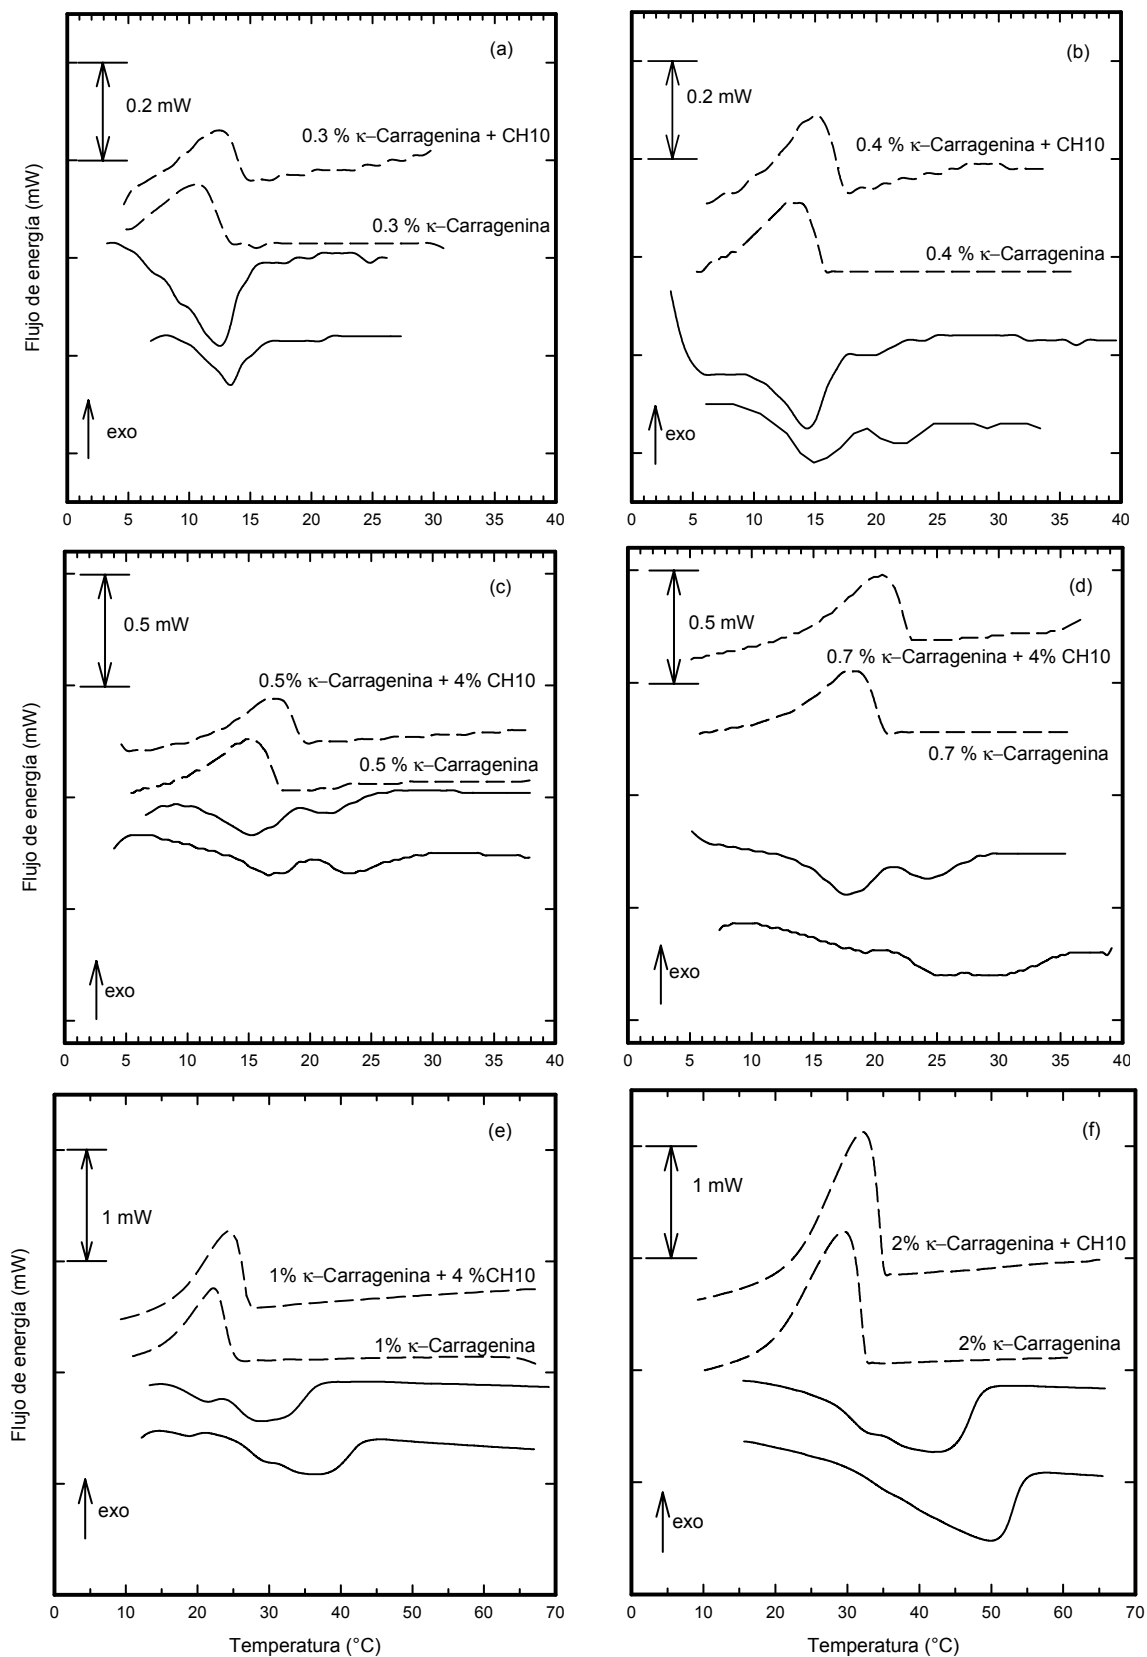 (a)
0.2 mW
0.3 % κ–Carragenina + CH10
0.3 % κ–Carragenina
exo
Flujo de energía (mW)
0 5 10 15 20 25 30 35 40
(b)
0.2 mW
0.4 % κ–Carragenina + CH10
0.4 % κ–Carragenina
exo
0 5 10 15 20 25 30 35 40
(c)
0.5 mW
0.5% κ–Carragenina + 4% CH10
0.5 % κ–Carragenina
exo
Flujo de energía (mW)
0 5 10 15 20 25 30 35 40
(d)
0.5 mW
0.7 % κ–Carragenina + 4% CH10
0.7 % κ–Carragenina
exo
0 5 10 15 20 25 30 35 40
(e)
1 mW
1% κ–Carragenina + 4 %CH10
1% κ–Carragenina
exo
Flujo de energía (mW)
0 10 20 30 40 50 60 70
Temperatura (°C)
(f)
1 mW
2% κ–Carragenina + CH10
2% κ–Carragenina
exo
0 10 20 30 40 50 60 70
Temperatura (°C)